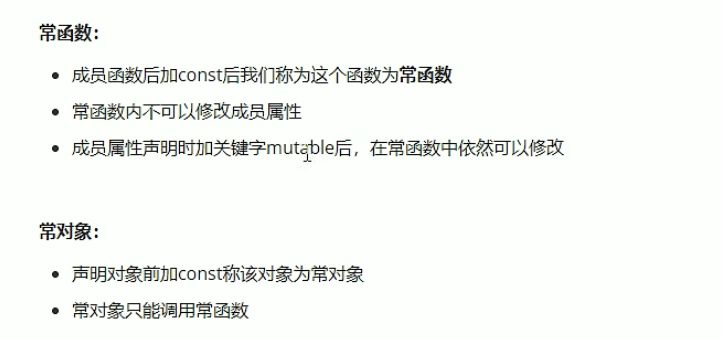 常函数：
成员函数后加const后我们称为这个函数为常函数
常函数内不可以修改成员属性
成员属性声明时加关键字mutable后，在常函数中依然可以修改
常对象：
声明对象前加const称该对象为常对象
常对象只能调用常函数